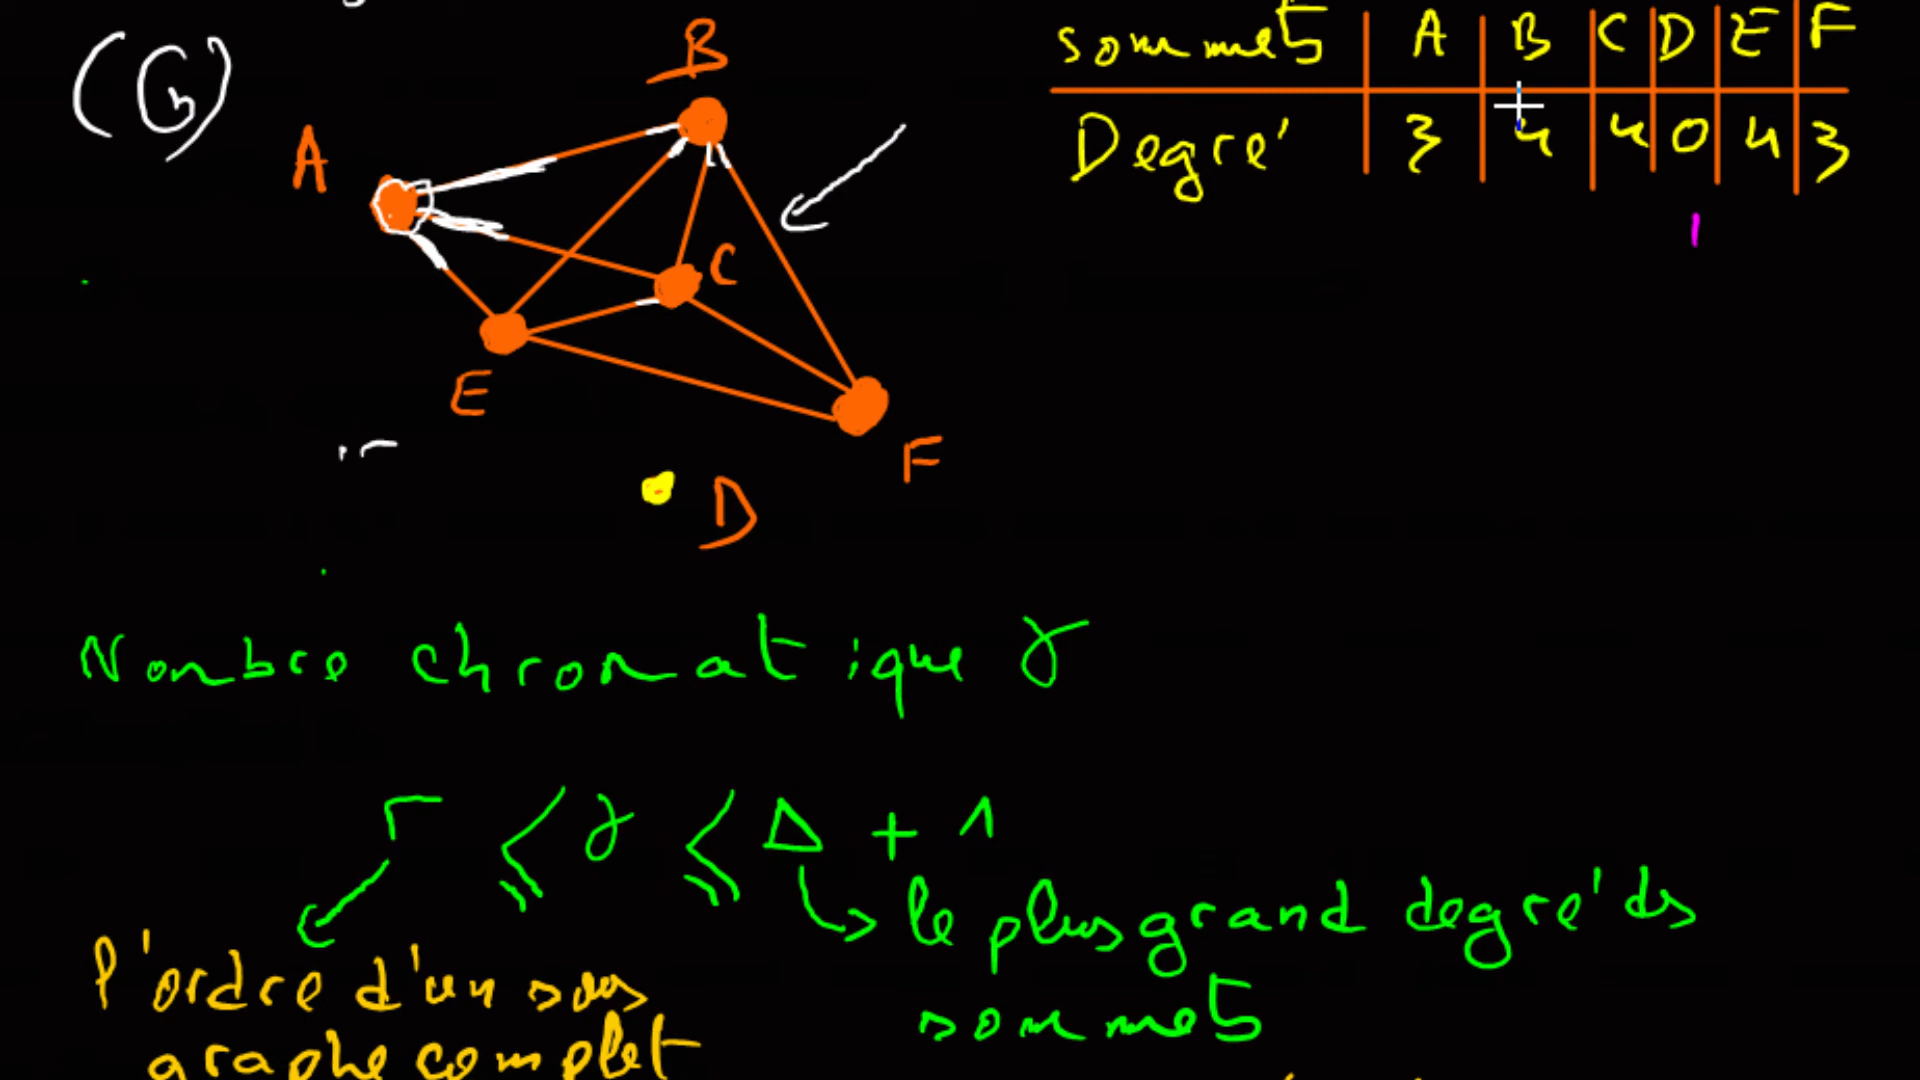 (G)
sommets | A | B | C | D | E | F
Degré | 3 | 4 | 4 | 0 | 4 | 3
B
A
C
E
F
D
Nombre chromatique γ
r ≤ γ ≤ Δ + 1
le plus grand degré ds
sommets
l'ordre d'un sous
graphe complet